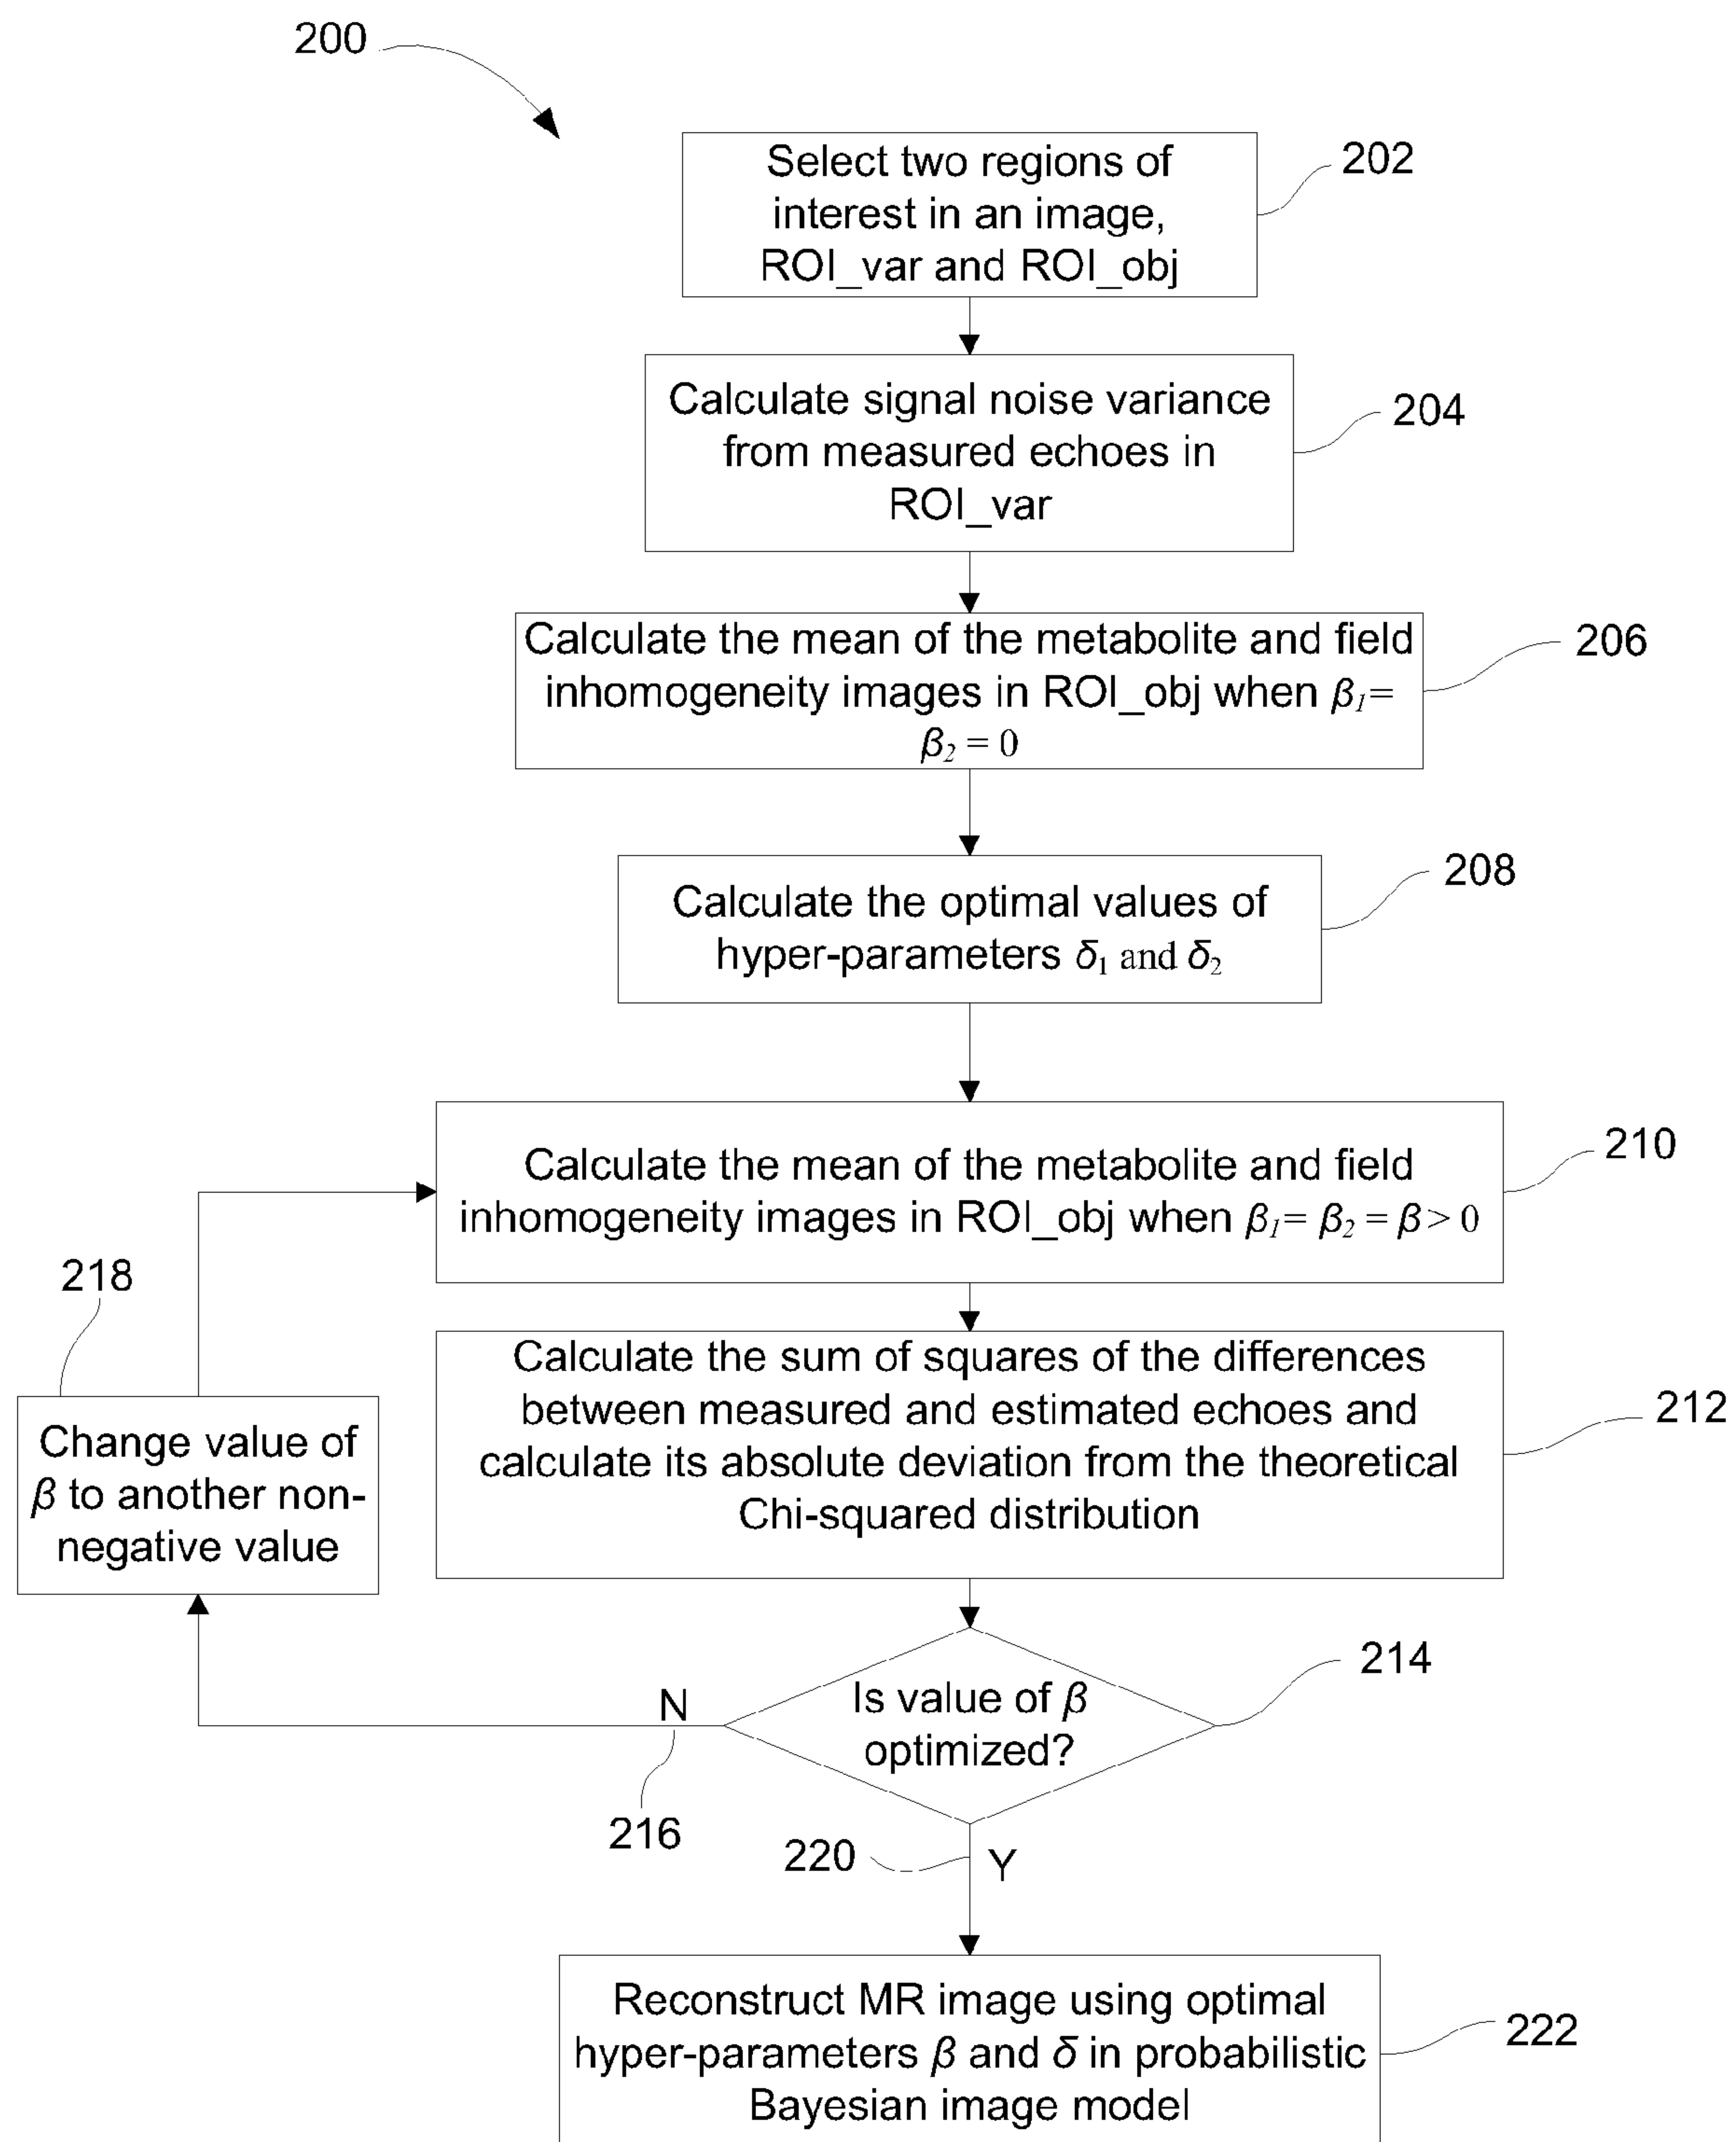 200
Select two regions of
interest in an image,
ROI_var and ROI_obj
202
Calculate signal noise variance
from measured echoes in
ROI_var
204
Calculate the mean of the metabolite and field
inhomogeneity images in ROI_obj when β₁=
β₂ = 0
206
Calculate the optimal values of
hyper-parameters δ₁ and δ₂
208
Calculate the mean of the metabolite and field
inhomogeneity images in ROI_obj when β₁= β₂ = β > 0
210
218
Change value of
β to another non-
negative value
Calculate the sum of squares of the differences
between measured and estimated echoes and
calculate its absolute deviation from the theoretical
Chi-squared distribution
212
Is value of β
optimized?
214
N
216
220
Y
Reconstruct MR image using optimal
hyper-parameters β and δ in probabilistic
Bayesian image model
222